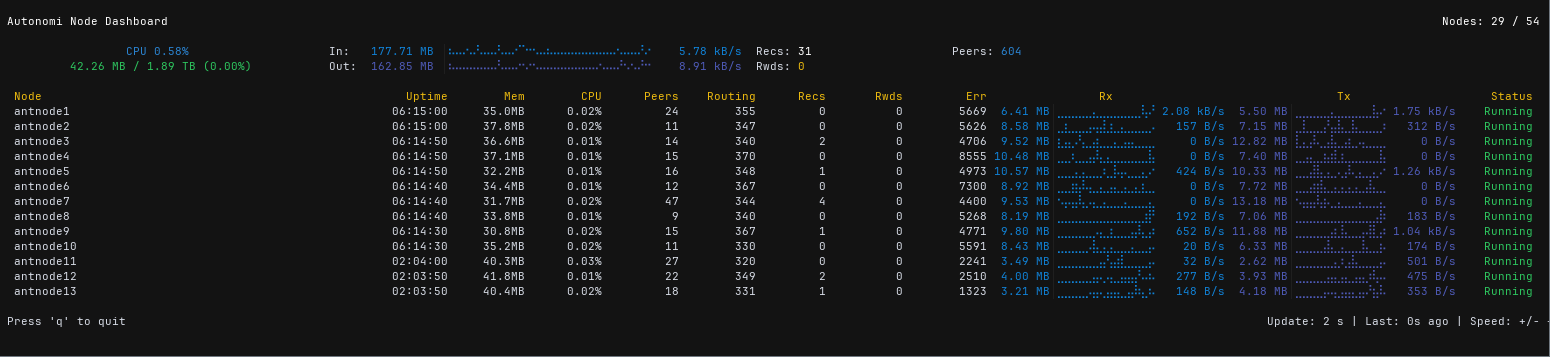 Autonomi Node Dashboard Nodes: 29 / 54
CPU 0.58% In: 177.71 MB 5.78 kB/s Recs: 31 Peers: 604
42.26 MB / 1.89 TB (0.00%) Out: 162.85 MB 8.91 kB/s Rwds: 0
Node Uptime Mem CPU Peers Routing Recs Rwds Err Rx Tx Status
antnode1 06:15:00 35.0MB 0.02% 24 355 0 0 5669 6.41 MB 2.08 kB/s 5.50 MB 1.75 kB/s Running
antnode2 06:15:00 37.8MB 0.02% 11 347 0 0 5626 8.58 MB 157 B/s 7.15 MB 312 B/s Running
antnode3 06:14:50 36.6MB 0.01% 14 340 2 0 4706 9.52 MB 0 B/s 12.82 MB 0 B/s Running
antnode4 06:14:50 37.1MB 0.01% 15 370 0 0 8555 10.48 MB 0 B/s 7.40 MB 0 B/s Running
antnode5 06:14:50 32.2MB 0.01% 16 348 1 0 4973 10.57 MB 424 B/s 10.33 MB 1.26 kB/s Running
antnode6 06:14:40 34.4MB 0.01% 12 367 0 0 7300 8.92 MB 0 B/s 7.72 MB 0 B/s Running
antnode7 06:14:40 31.7MB 0.02% 47 344 4 0 4400 9.53 MB 0 B/s 13.18 MB 0 B/s Running
antnode8 06:14:40 33.8MB 0.01% 9 340 0 0 5268 8.19 MB 192 B/s 7.06 MB 183 B/s Running
antnode9 06:14:30 30.8MB 0.02% 15 367 1 0 4771 9.80 MB 652 B/s 11.88 MB 1.04 kB/s Running
antnode10 06:14:30 35.2MB 0.02% 11 330 0 0 5591 8.43 MB 20 B/s 6.33 MB 174 B/s Running
antnode11 02:04:00 40.3MB 0.03% 27 320 0 0 2241 3.49 MB 32 B/s 2.62 MB 501 B/s Running
antnode12 02:03:50 41.8MB 0.01% 22 349 2 0 2510 4.00 MB 277 B/s 3.93 MB 475 B/s Running
antnode13 02:03:50 40.4MB 0.02% 18 331 1 0 1323 3.21 MB 148 B/s 4.18 MB 353 B/s Running
Press 'q' to quit Update: 2 s | Last: 0s ago | Speed: +/-